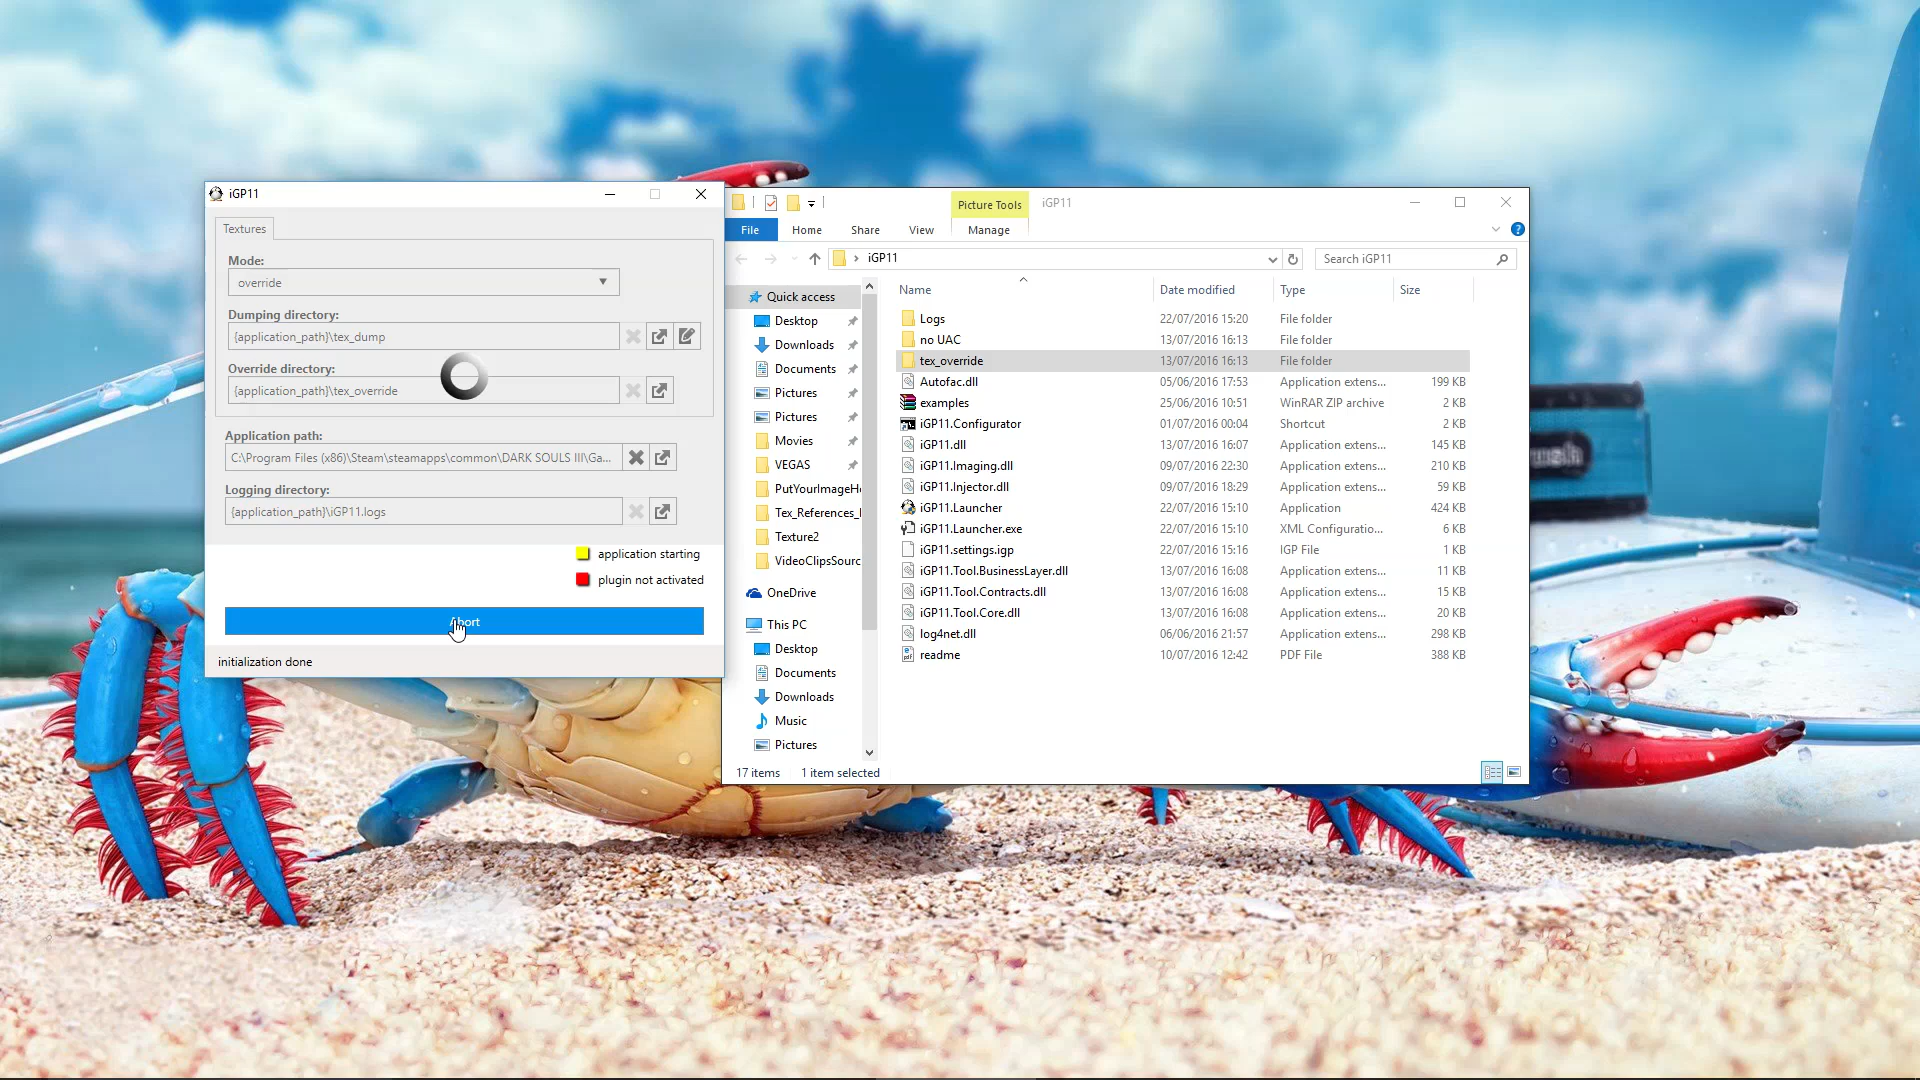 iGP11
Textures
Mode:
override
Dumping directory:
{application_path}\tex_dump
Override directory:
{application_path}\tex_override
Application path:
C:\Program Files (x86)\Steam\steamapps\common\DARK SOULS III\Ga...
Logging directory:
{application_path}\iGP11.logs
application starting
plugin not activated
Abort
initialization done
Picture Tools
iGP11
File
Home
Share
View
Manage
iGP11
Search iGP11
Quick access
Desktop
Downloads
Documents
Pictures
Pictures
Movies
VEGAS
PutYourImageH
Tex_References_
Texture2
VideoClipsSourc
OneDrive
This PC
Desktop
Documents
Downloads
Music
Pictures
Name Date modified Type Size
Logs 22/07/2016 15:20 File folder
no UAC 13/07/2016 16:13 File folder
tex_override 13/07/2016 16:13 File folder
Autofac.dll 05/06/2016 17:53 Application extens... 199 KB
examples 25/06/2016 10:51 WinRAR ZIP archive 2 KB
iGP11.Configurator 01/07/2016 00:04 Shortcut 2 KB
iGP11.dll 13/07/2016 16:07 Application extens... 145 KB
iGP11.Imaging.dll 09/07/2016 22:30 Application extens... 210 KB
iGP11.Injector.dll 09/07/2016 18:29 Application extens... 59 KB
iGP11.Launcher 22/07/2016 15:10 Application 424 KB
iGP11.Launcher.exe 22/07/2016 15:10 XML Configuratio... 6 KB
iGP11.settings.igp 22/07/2016 15:16 IGP File 1 KB
iGP11.Tool.BusinessLayer.dll 13/07/2016 16:08 Application extens... 11 KB
iGP11.Tool.Contracts.dll 13/07/2016 16:08 Application extens... 15 KB
iGP11.Tool.Core.dll 13/07/2016 16:08 Application extens... 20 KB
log4net.dll 06/06/2016 21:57 Application extens... 298 KB
readme 10/07/2016 12:42 PDF File 388 KB
17 items 1 item selected